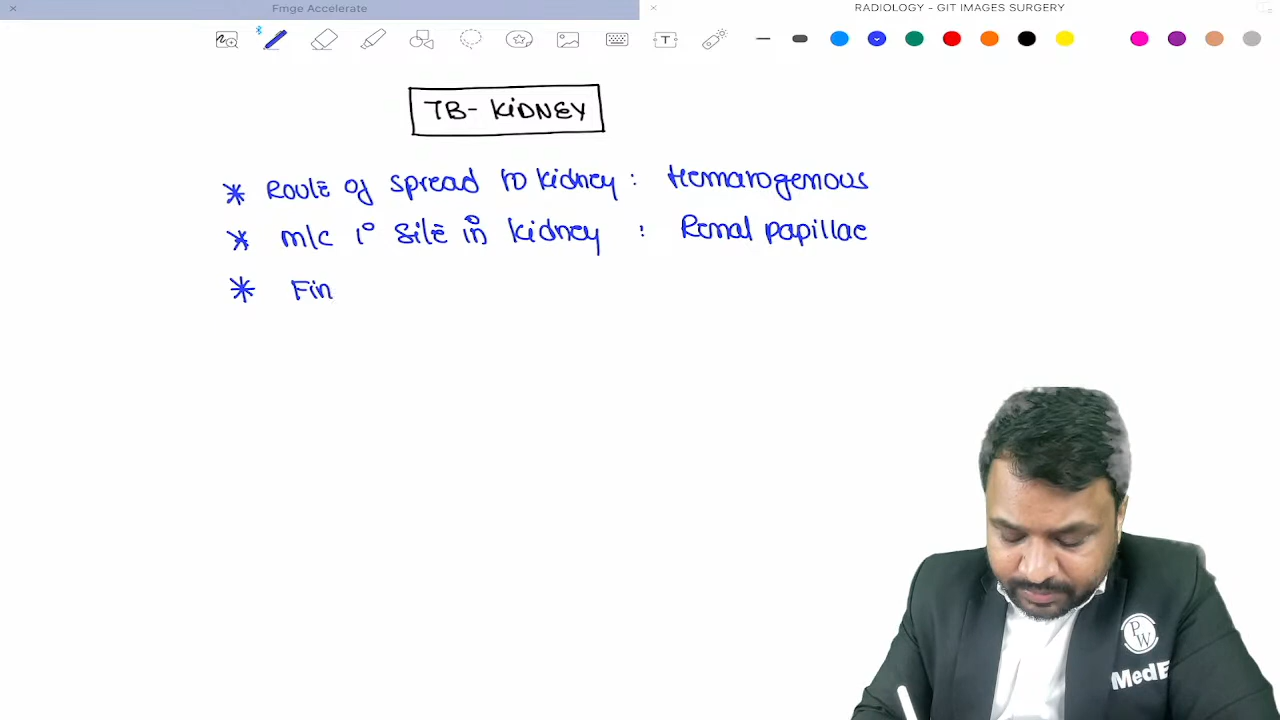 Fmge Accelerate
RADIOLOGY - GIT IMAGES SURGERY
T
TB- KiDNEY
* Route of spread to kidney : Hematogenous
* m/c 1° Site in kidney : Renal papillae
* Fin
PW
MedE